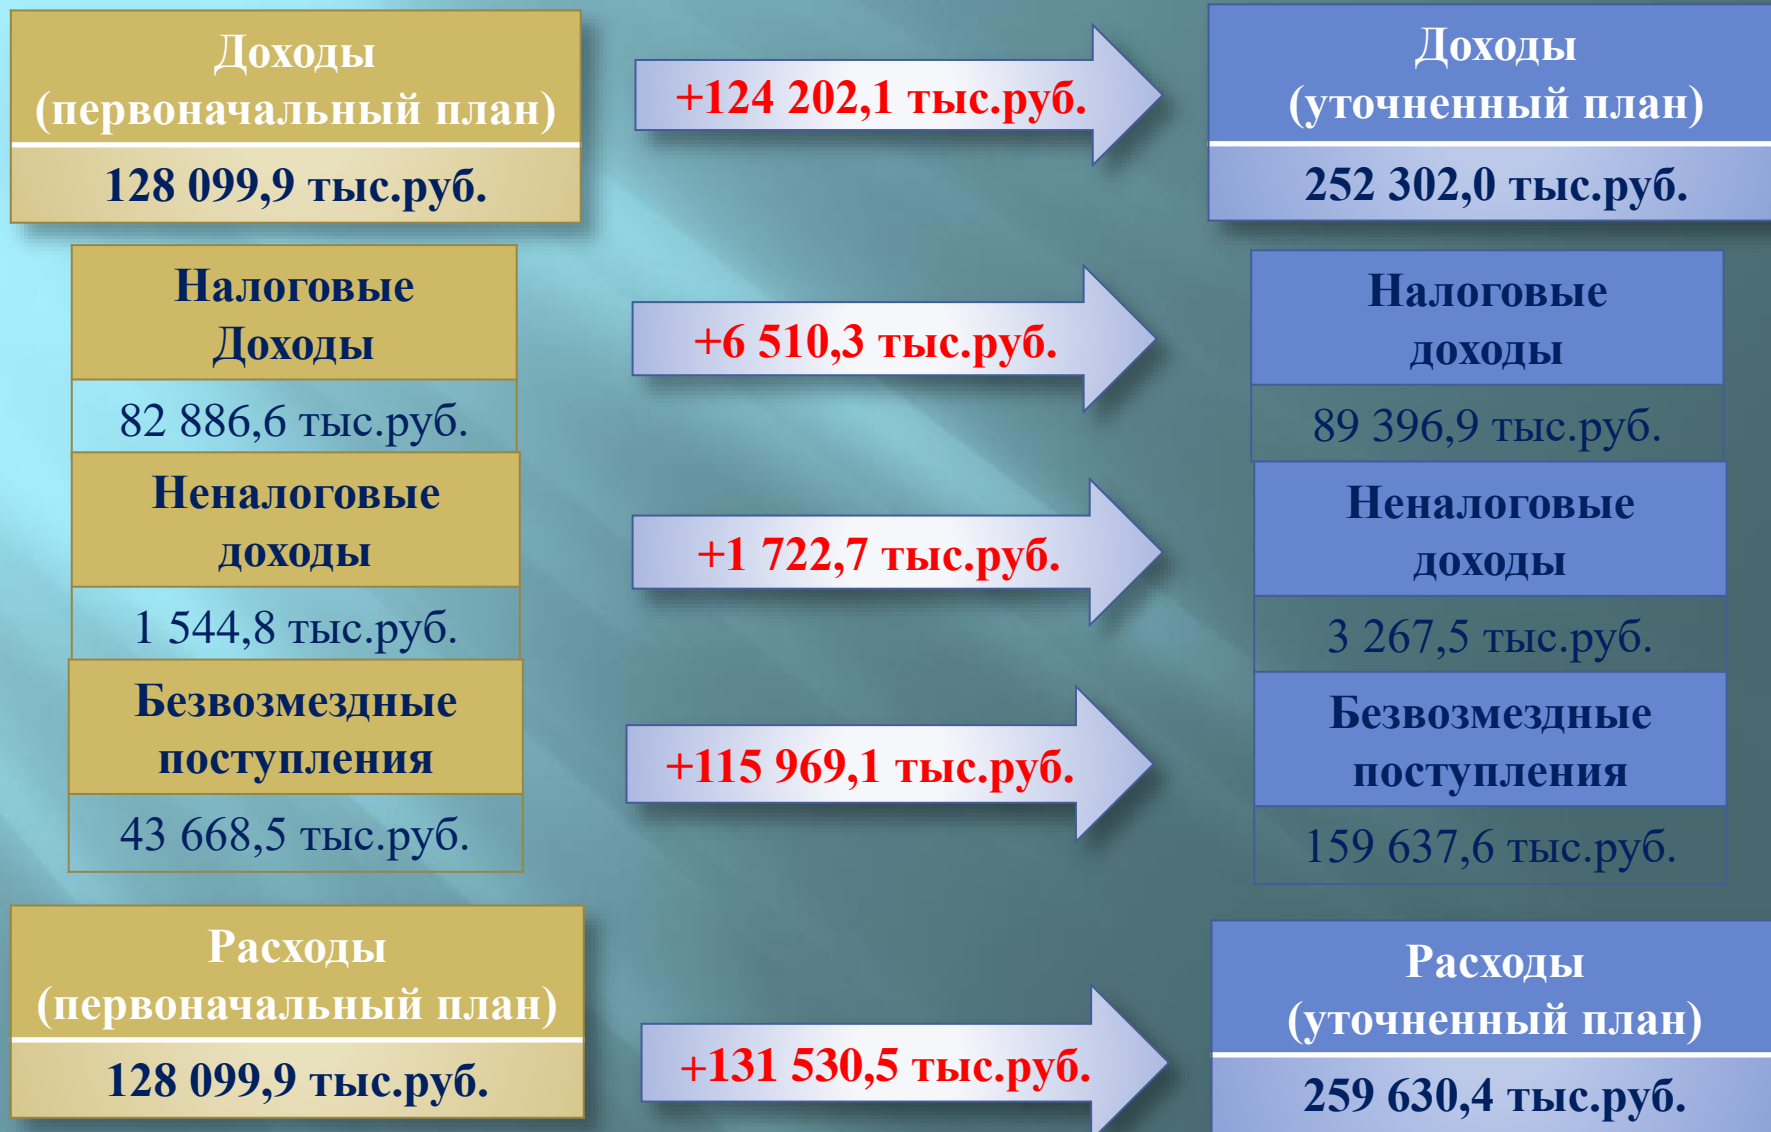 Доходы
(первоначальный план)
128 099,9 тыс.руб.
+124 202,1 тыс.руб.
Доходы
(уточненный план)
252 302,0 тыс.руб.
Налоговые
Доходы
82 886,6 тыс.руб.
+6 510,3 тыс.руб.
Налоговые
доходы
89 396,9 тыс.руб.
Неналоговые
доходы
1 544,8 тыс.руб.
+1 722,7 тыс.руб.
Неналоговые
доходы
3 267,5 тыс.руб.
Безвозмездные
поступления
43 668,5 тыс.руб.
+115 969,1 тыс.руб.
Безвозмездные
поступления
159 637,6 тыс.руб.
Расходы
(первоначальный план)
128 099,9 тыс.руб.
+131 530,5 тыс.руб.
Расходы
(уточненный план)
259 630,4 тыс.руб.